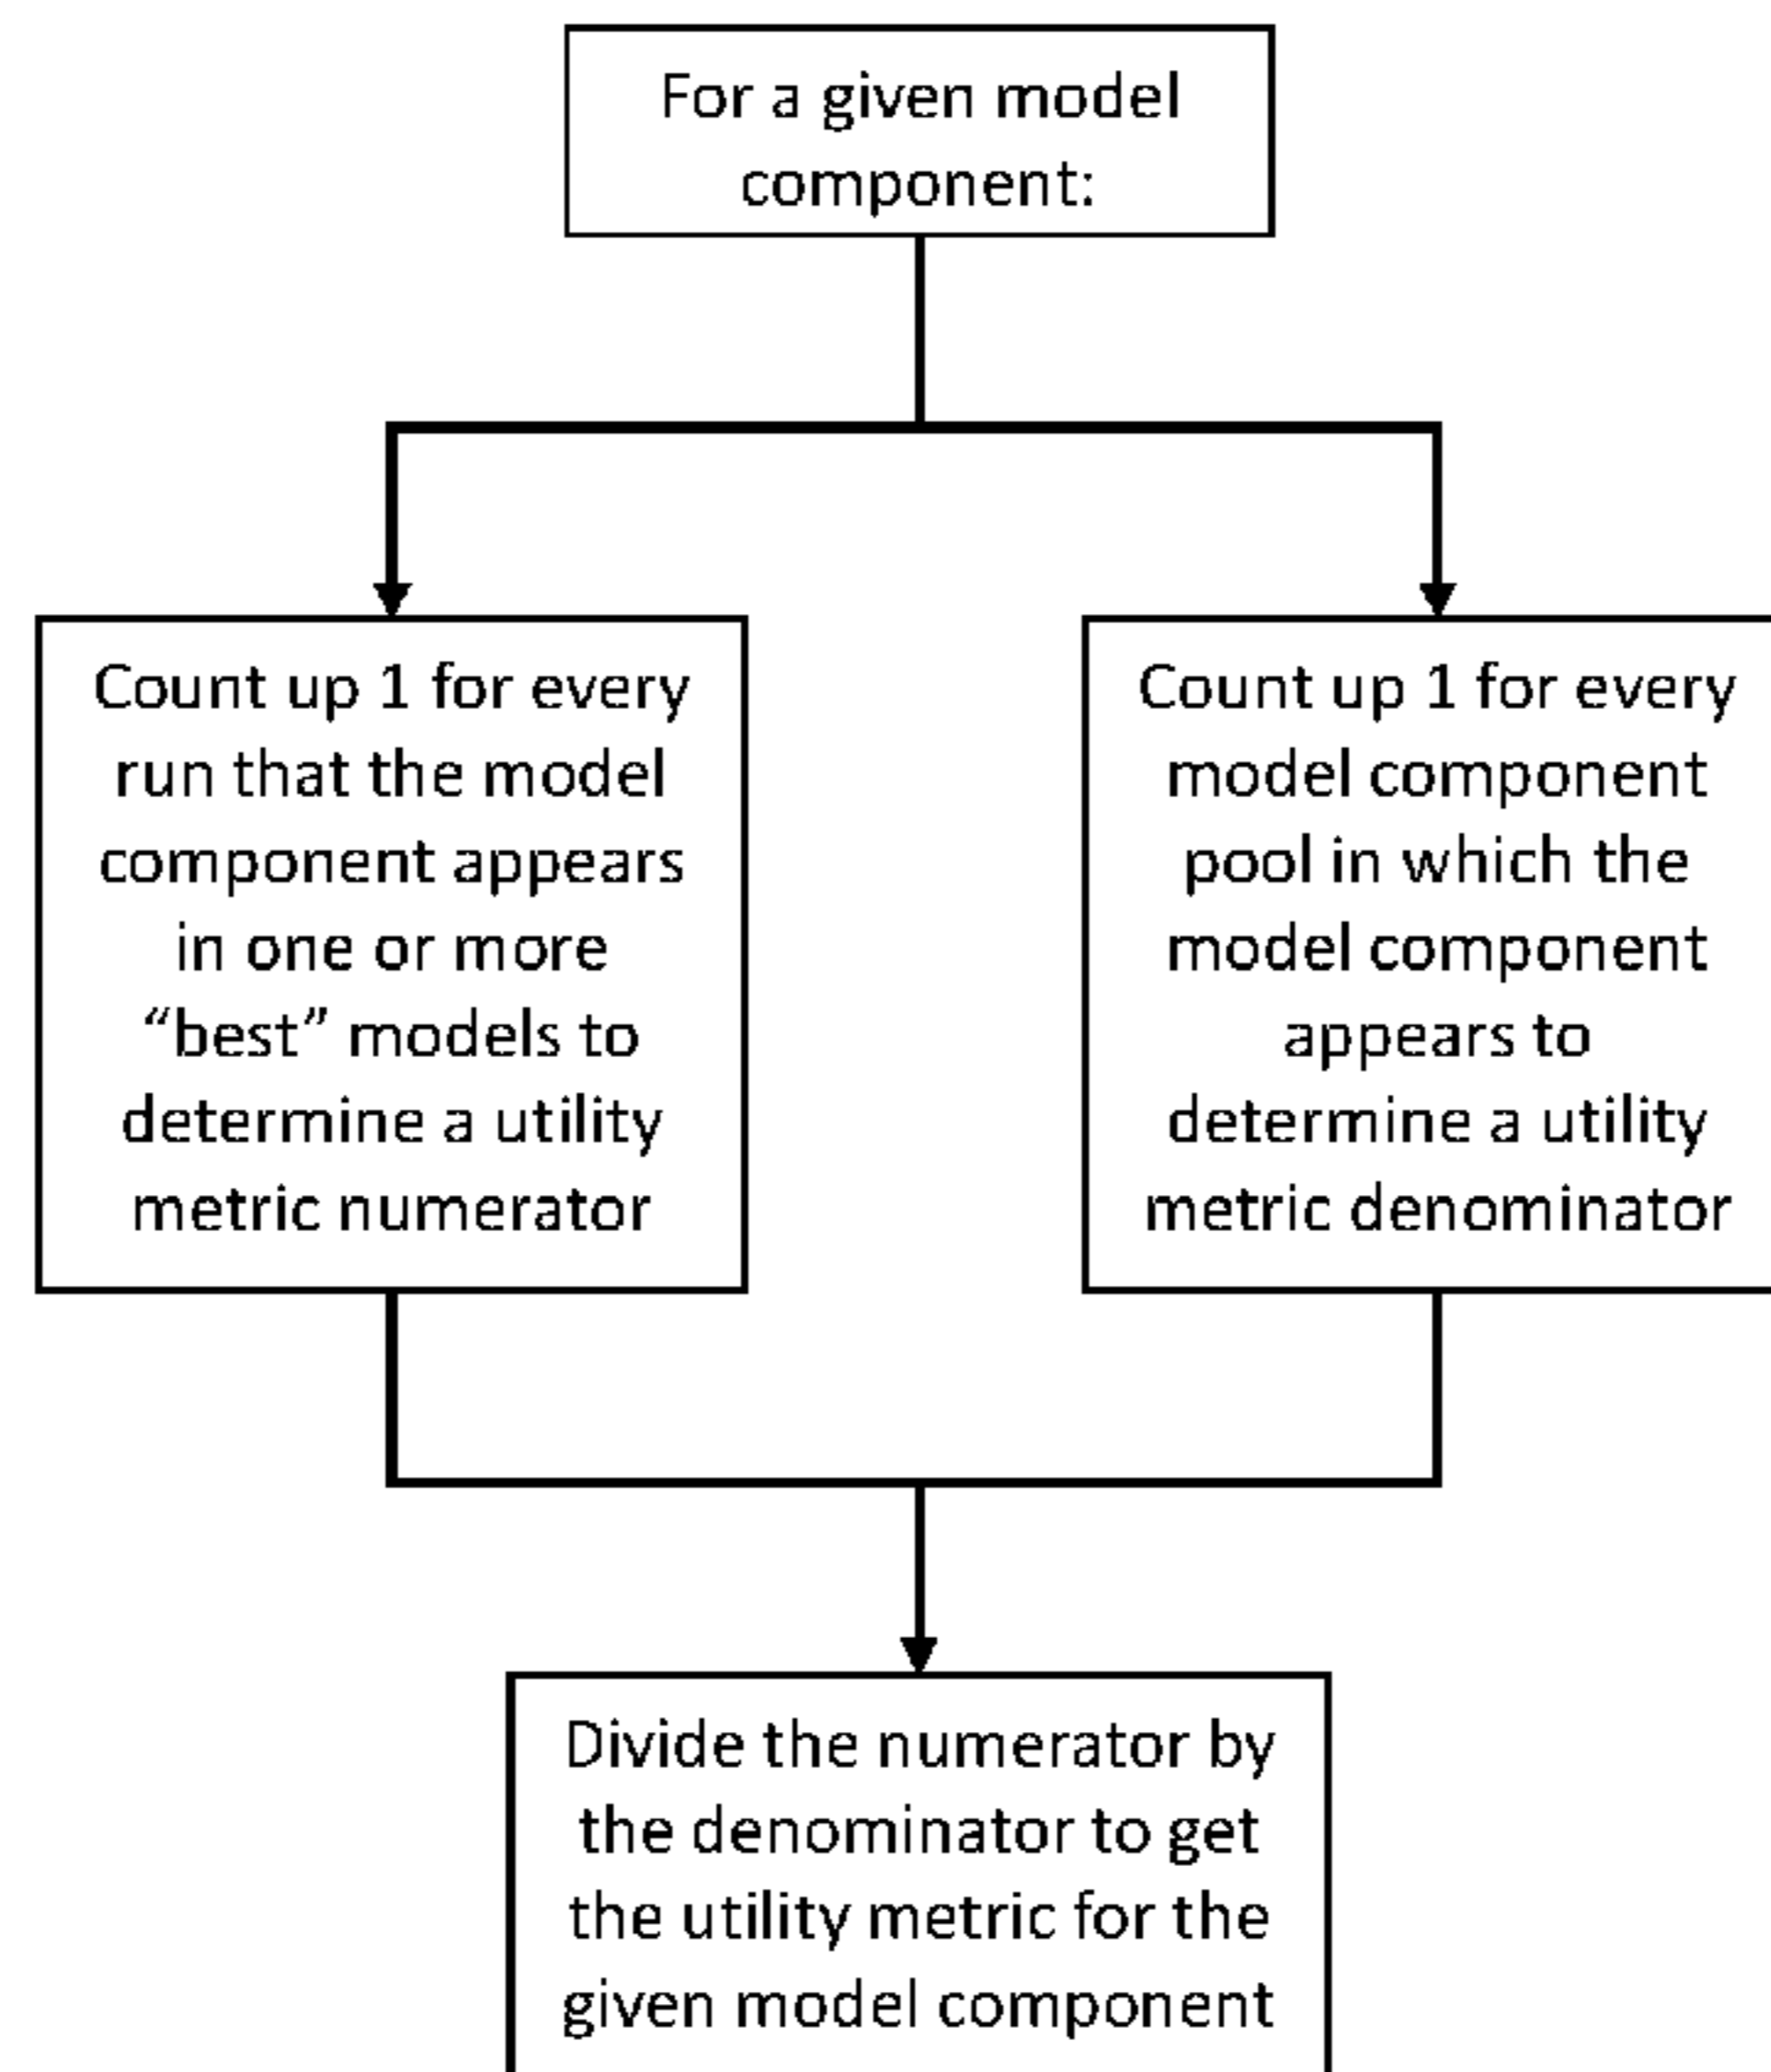 For a given model
component:
Count up 1 for every
run that the model
component appears
in one or more
“best” models to
determine a utility
metric numerator
Count up 1 for every
model component
pool in which the
model component
appears to
determine a utility
metric denominator
Divide the numerator by
the denominator to get
the utility metric for the
given model component